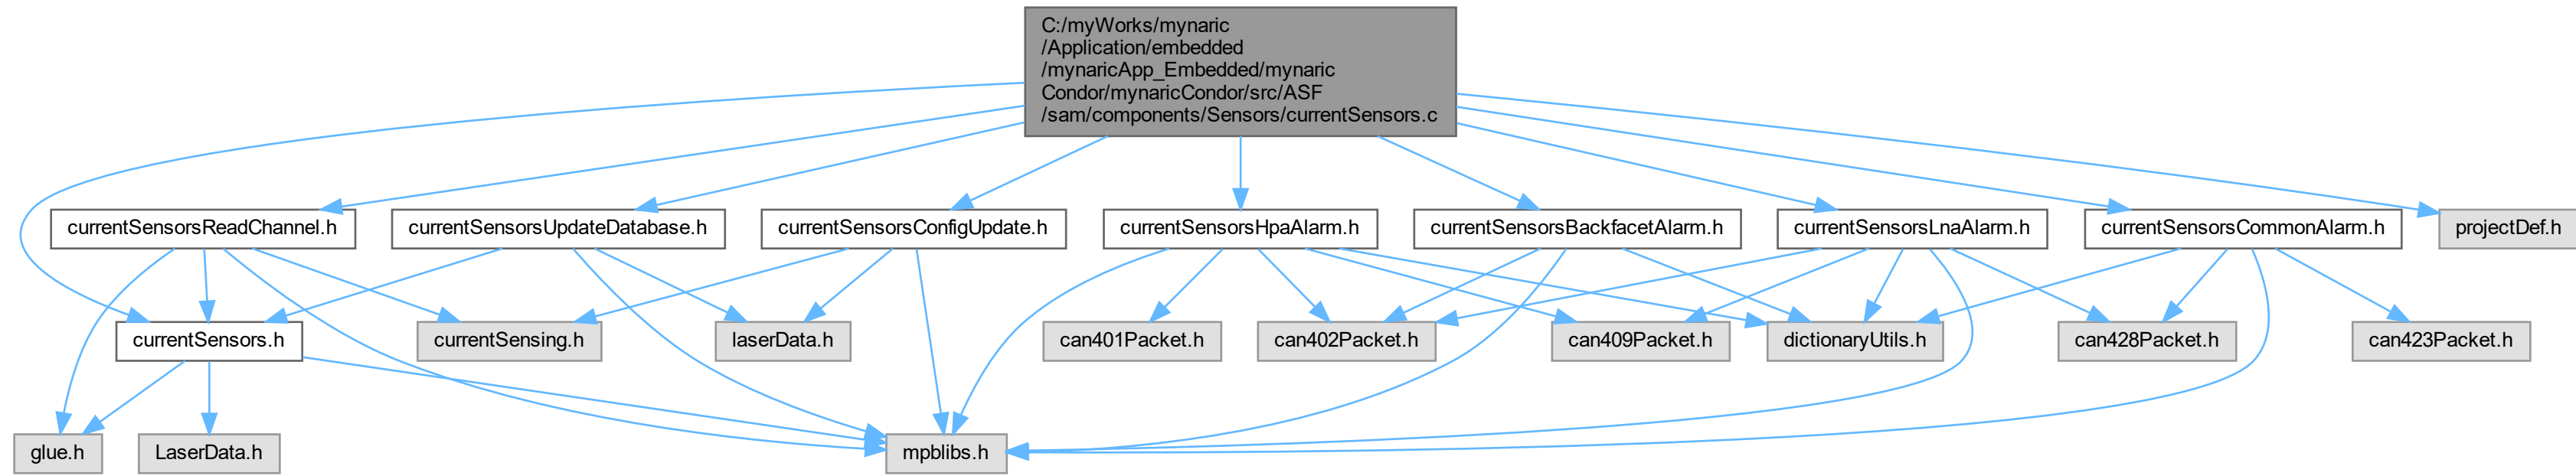 C:/myWorks/mynaric
/Application/embedded
/mynaricApp_Embedded/mynaric
Condor/mynaricCondor/src/ASF
/sam/components/Sensors/currentSensors.c
currentSensorsReadChannel.h
currentSensorsUpdateDatabase.h
currentSensorsConfigUpdate.h
currentSensorsHpaAlarm.h
currentSensorsBackfacetAlarm.h
currentSensorsLnaAlarm.h
currentSensorsCommonAlarm.h
projectDef.h
currentSensors.h
currentSensing.h
laserData.h
can401Packet.h
can402Packet.h
can409Packet.h
dictionaryUtils.h
can428Packet.h
can423Packet.h
glue.h
LaserData.h
mpblibs.h